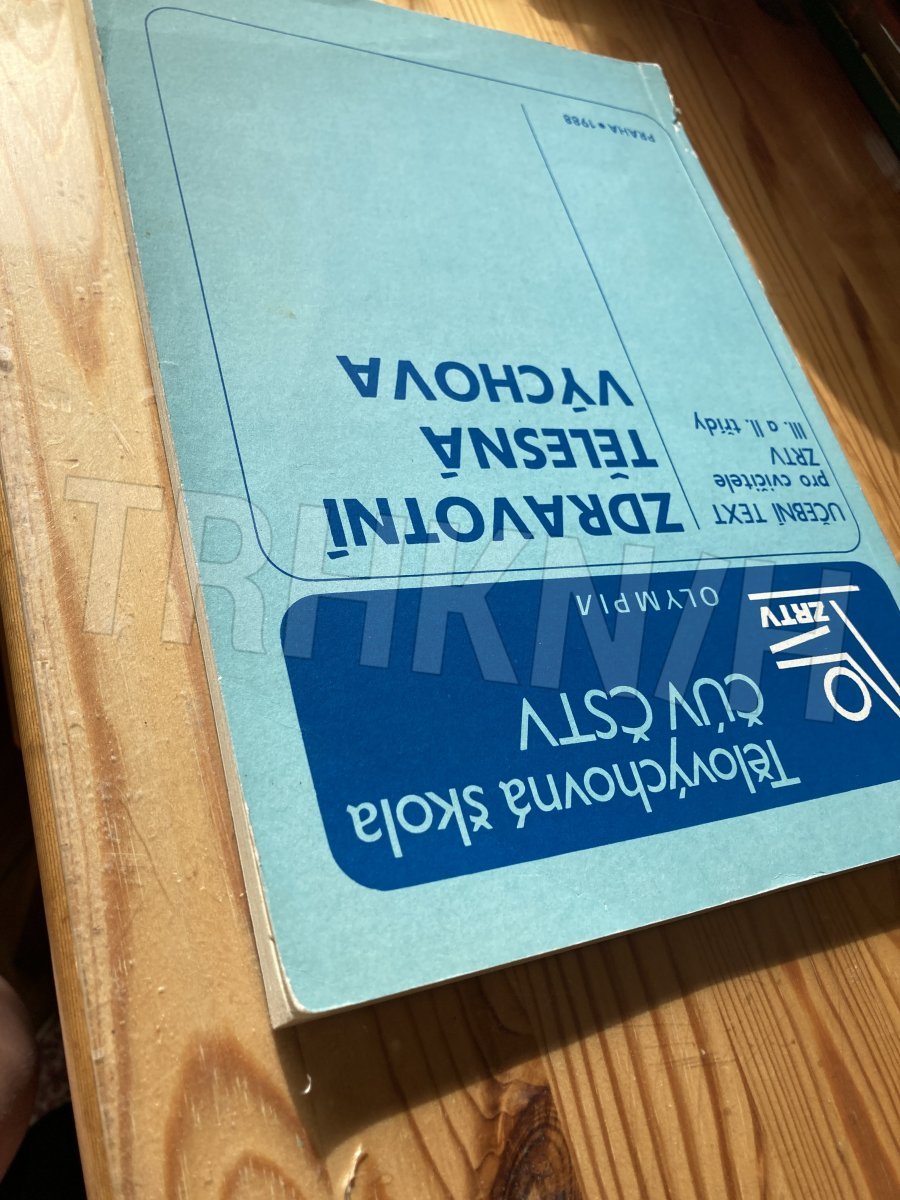 Tělovýchovná škola
ČÚV ČSTV
ZRTV
OLYMPIA
UČEBNÍ TEXT
pro cvičitele
ZRTV
III. a II. třídy
ZDRAVOTNÍ
TĚLESNÁ
VÝCHOVA
PRAHA • 1988
TRHKNIH